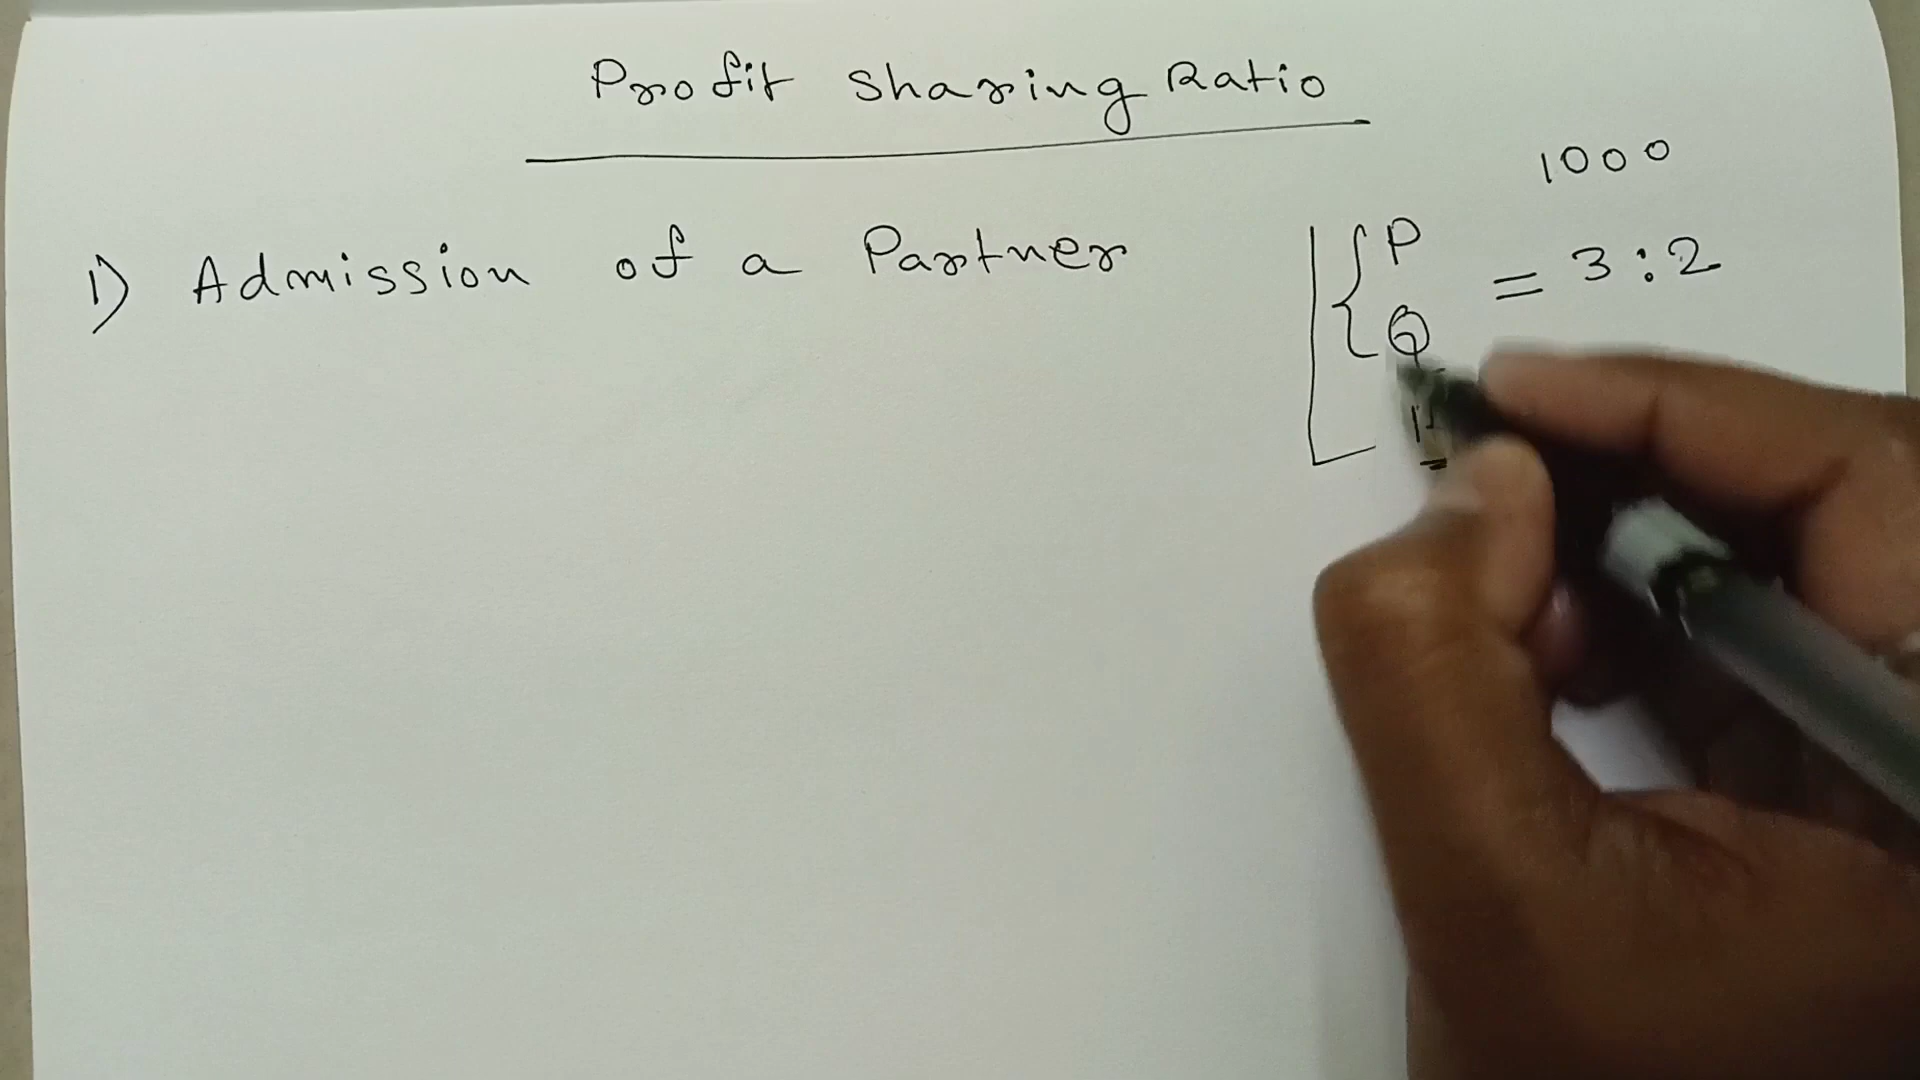 Profit Sharing Ratio
1000
1) Admission of a Partner
P
= 3 : 2
Q